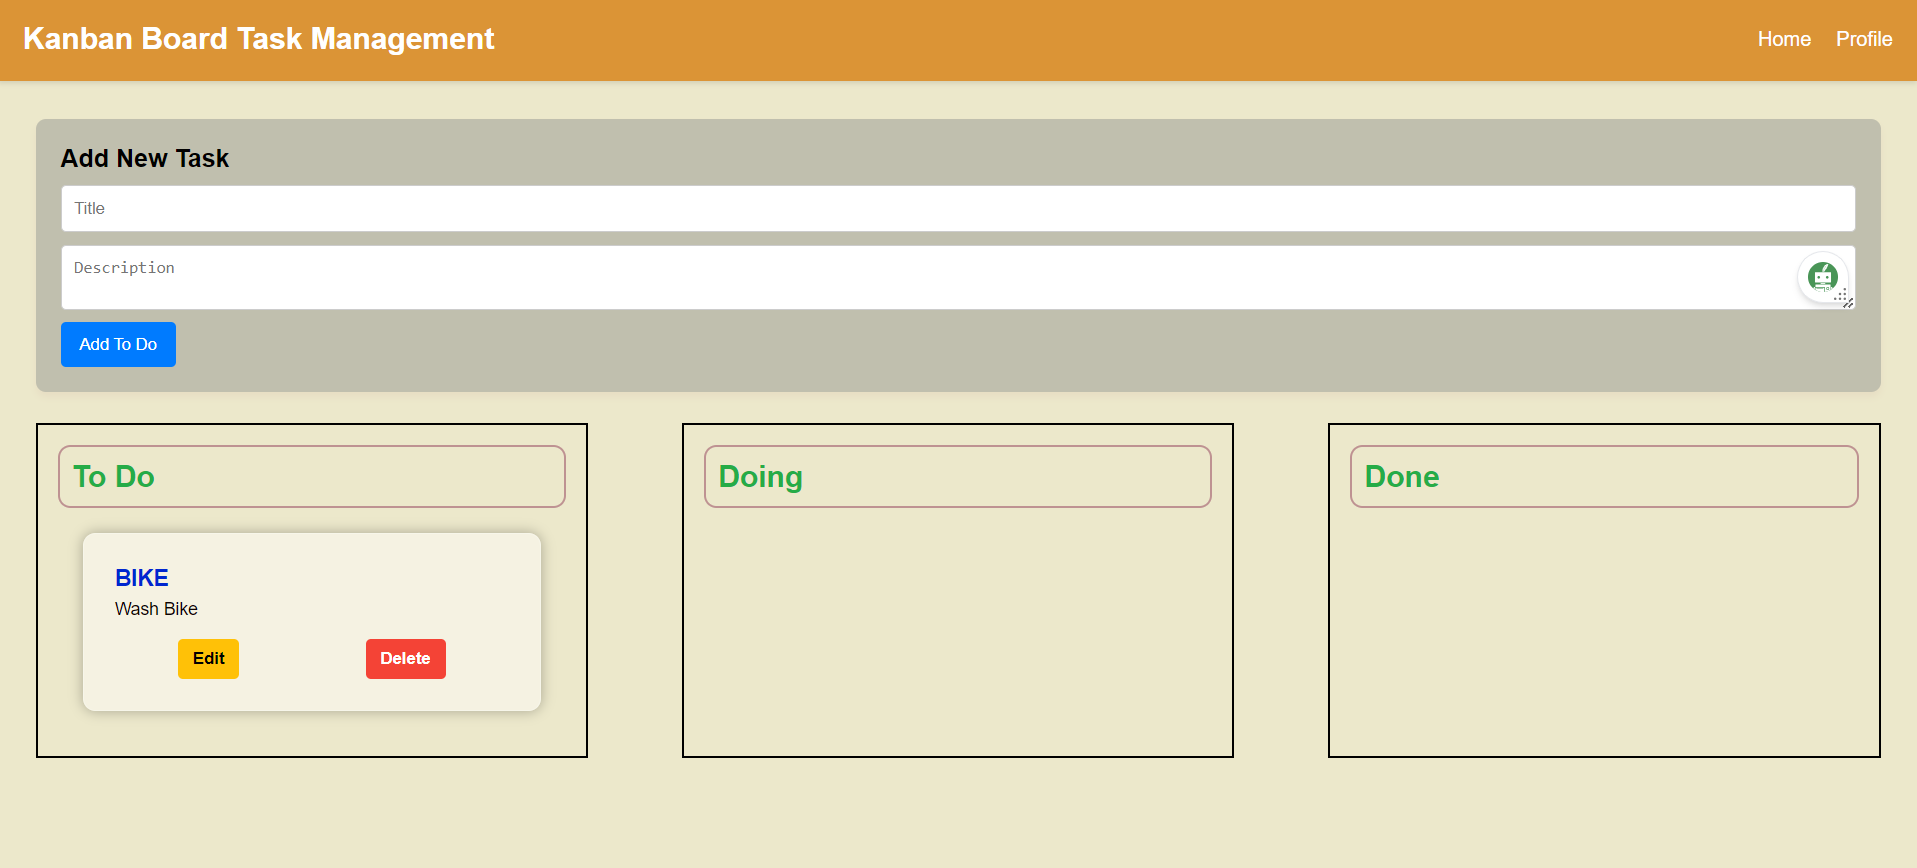 Kanban Board Task Management
Home Profile
Add New Task
Title
Description
Add To Do
To Do
Doing
Done
BIKE
Wash Bike
Edit
Delete